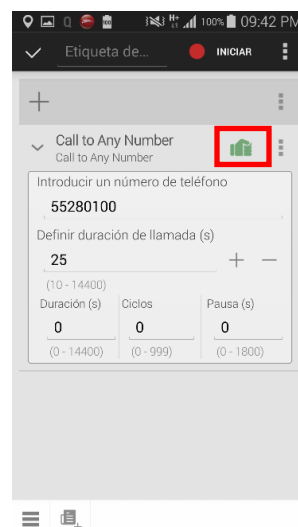 100% 09:42 PM
Etiqueta de... INICIAR
Call to Any Number
Call to Any Number
Introducir un número de teléfono
55280100
Definir duración de llamada (s)
25
(10 - 14400)
Duración (s) Ciclos Pausa (s)
0 0 0
(0 - 14400) (0 - 999) (0 - 1800)